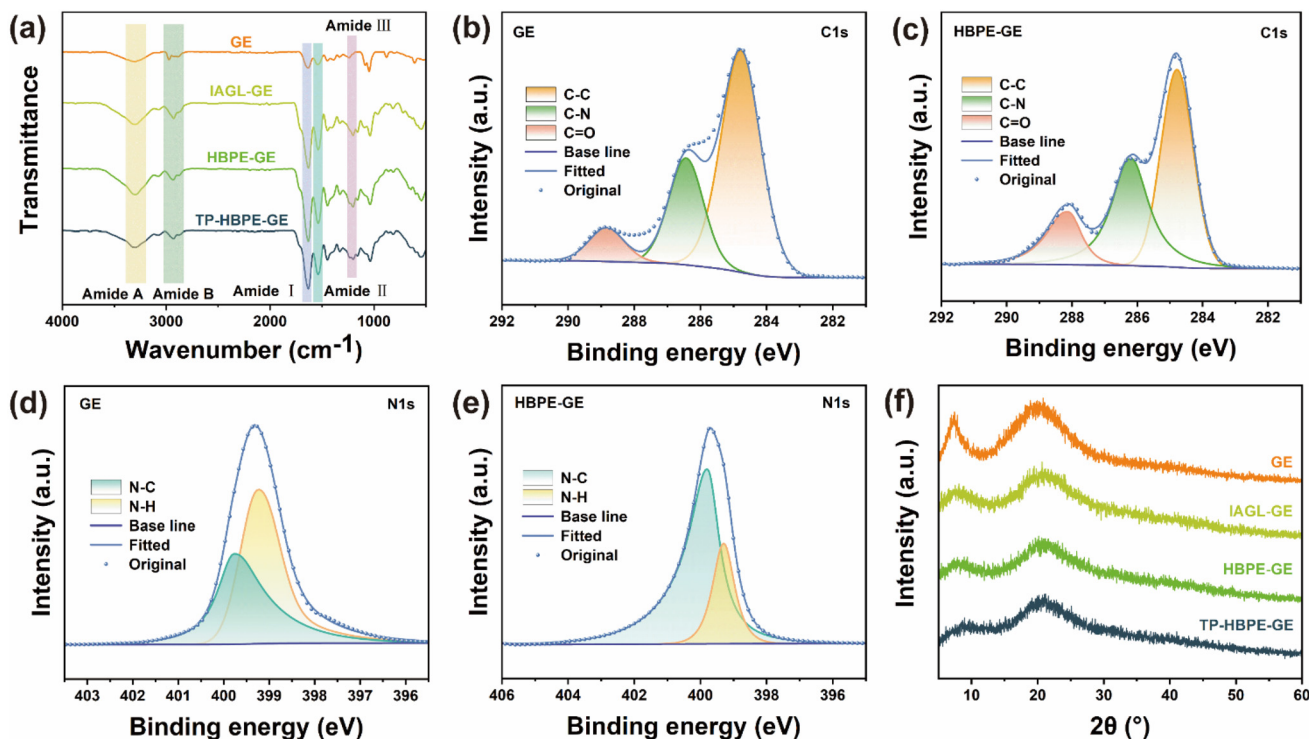 (a)
Amide III
GE
IAGL-GE
HBPE-GE
TP-HBPE-GE
Amide A Amide B Amide I Amide II
Transmittance
4000 3000 2000 1000
Wavenumber (cm-1)
(b)
GE C1s
C-C
C-N
C=O
Base line
Fitted
Original
Intensity (a.u.)
292 290 288 286 284 282
Binding energy (eV)
(c)
HBPE-GE C1s
C-C
C-N
C=O
Base line
Fitted
Original
Intensity (a.u.)
292 290 288 286 284 282
Binding energy (eV)
(d)
GE N1s
N-C
N-H
Base line
Fitted
Original
Intensity (a.u.)
403 402 401 400 399 398 397 396
Binding energy (eV)
(e)
HBPE-GE N1s
N-C
N-H
Base line
Fitted
Original
Intensity (a.u.)
406 404 402 400 398 396
Binding energy (eV)
(f)
GE
IAGL-GE
HBPE-GE
TP-HBPE-GE
Intensity (a.u.)
10 20 30 40 50 60
2θ (°)